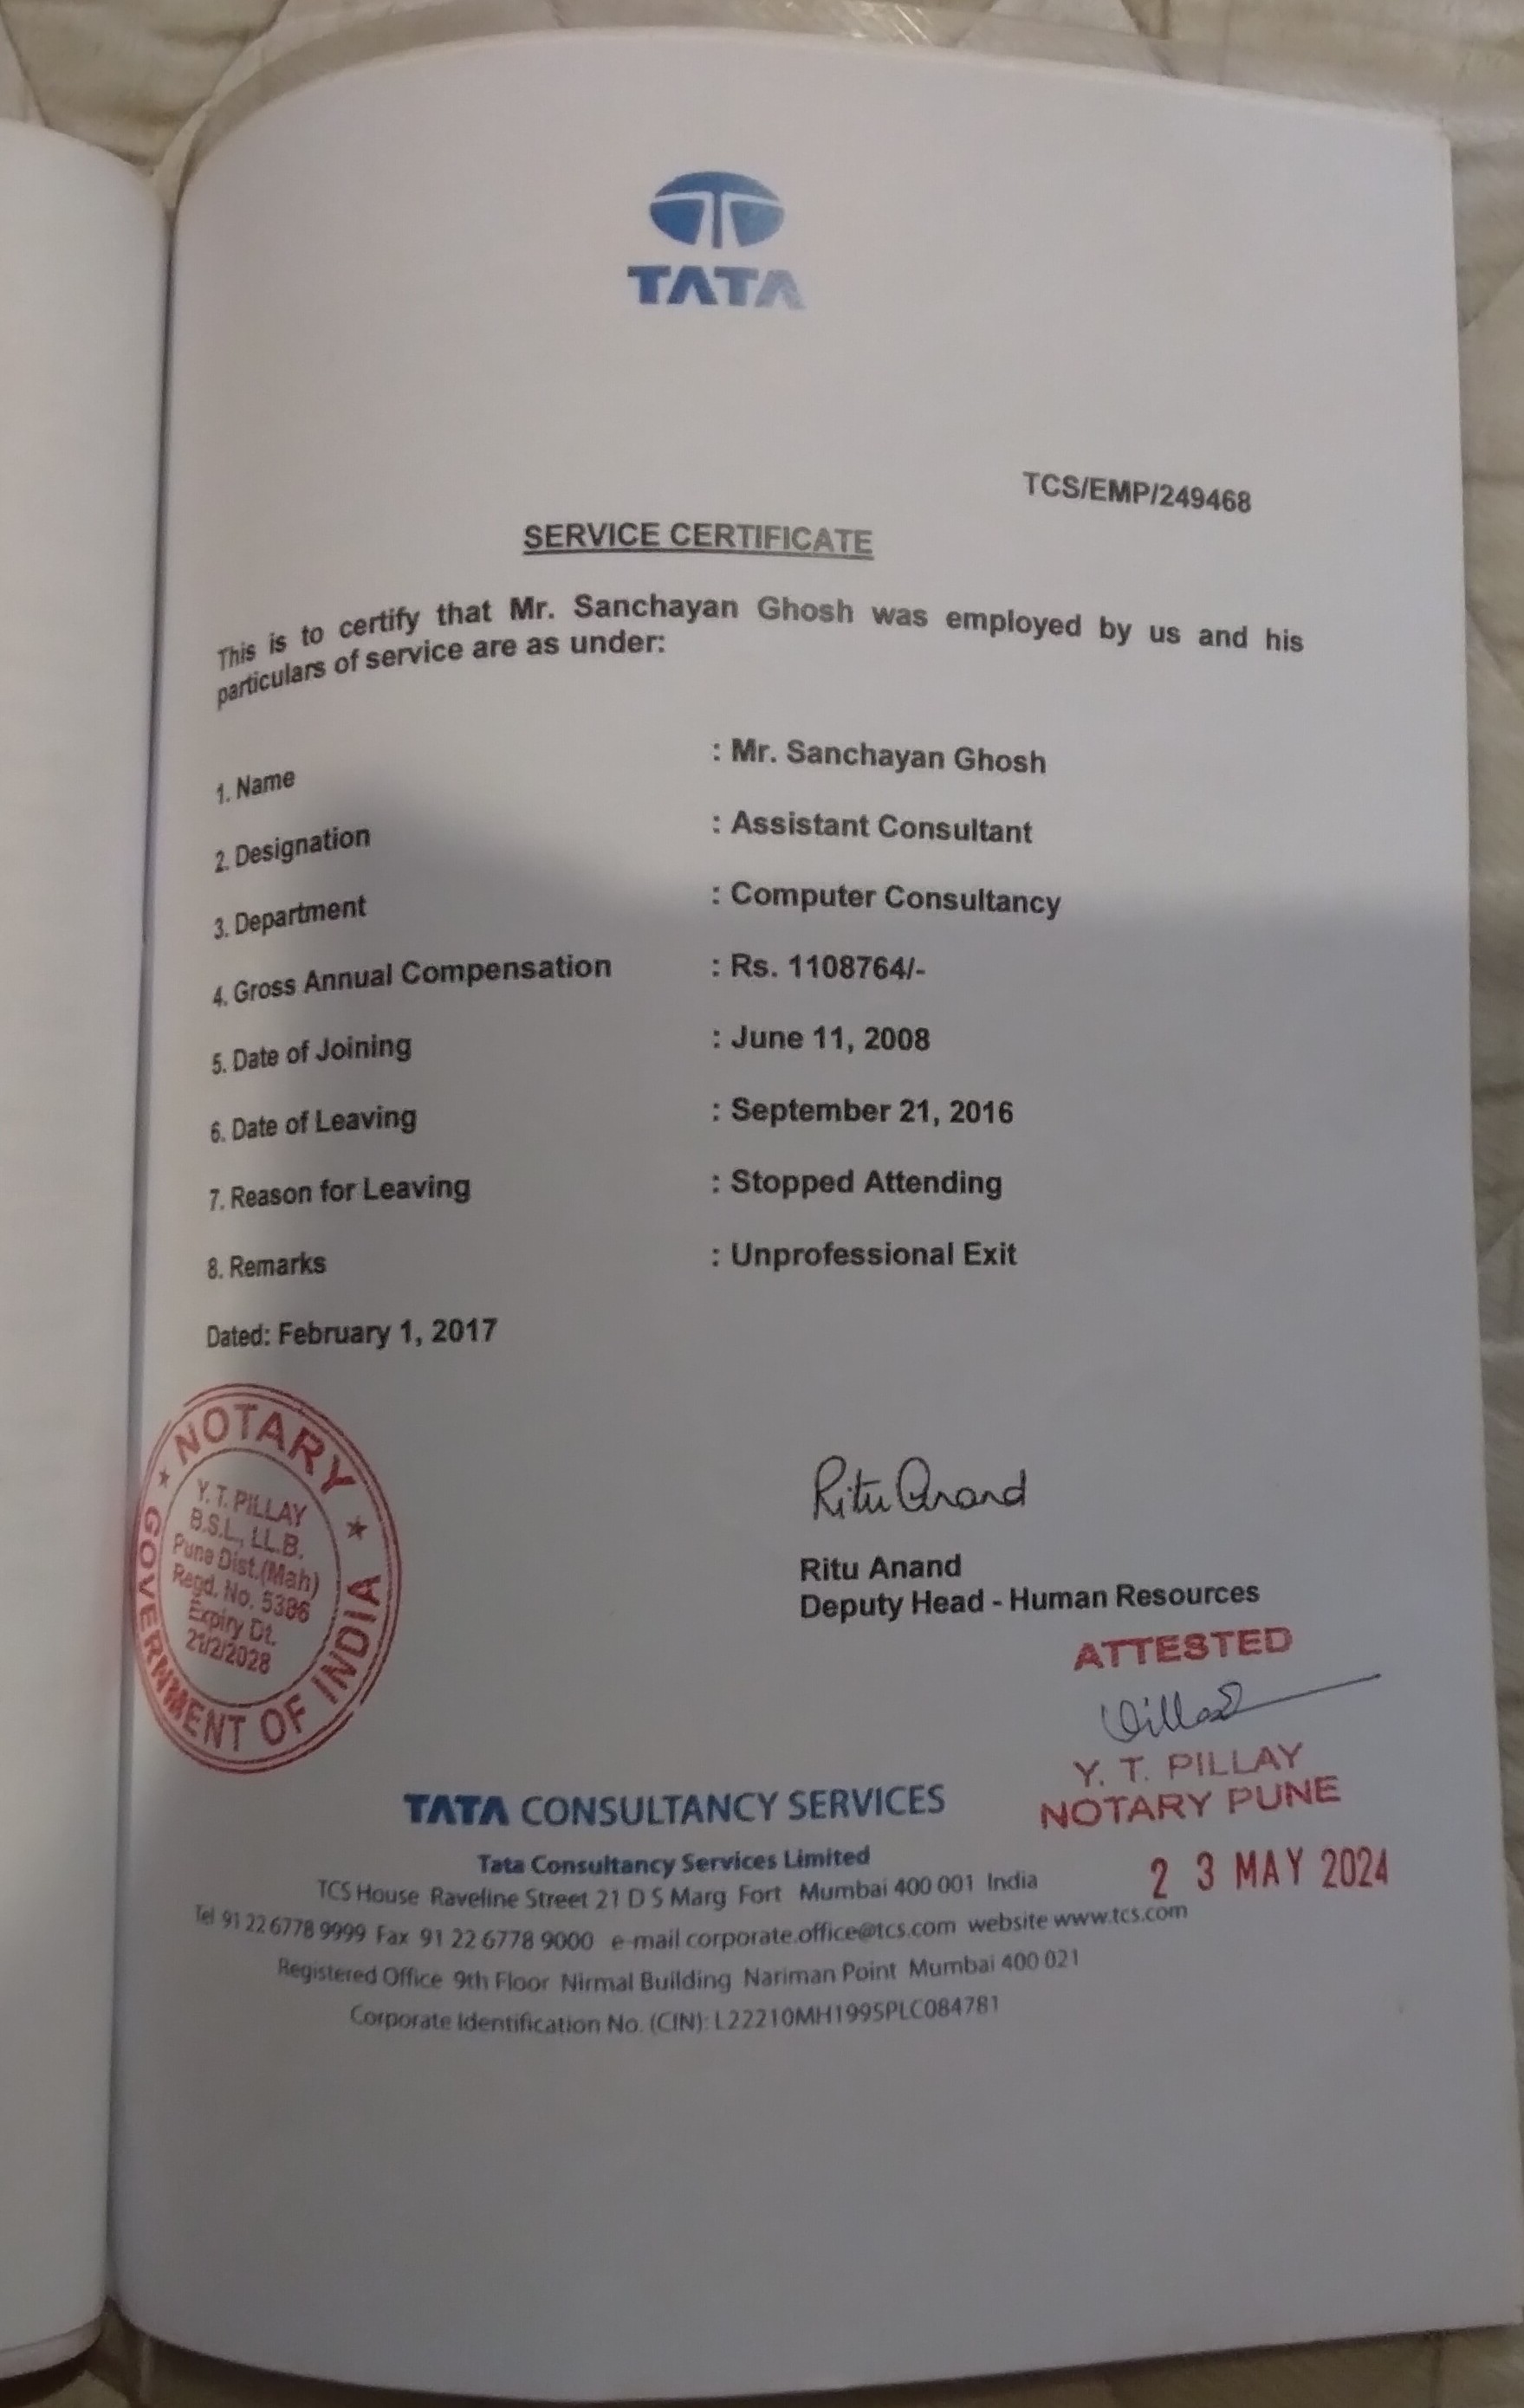 TATA
TCS/EMP/249468
SERVICE CERTIFICATE
This is to certify that Mr. Sanchayan Ghosh was employed by us and his
particulars of service are as under:
1. Name : Mr. Sanchayan Ghosh
2. Designation : Assistant Consultant
3. Department : Computer Consultancy
4. Gross Annual Compensation : Rs. 1108764/-
5. Date of Joining : June 11, 2008
6. Date of Leaving : September 21, 2016
7. Reason for Leaving : Stopped Attending
8. Remarks : Unprofessional Exit
Dated: February 1, 2017
NOTARY
GOVERNMENT OF INDIA
Y. T. PILLAY
B.S.L., LL.B.
Pune Dist.(Mah)
Regd. No. 5386
Expiry Dt.
21/2/2028
Ritu Anand
Ritu Anand
Deputy Head - Human Resources
ATTESTED
Y. T. PILLAY
NOTARY PUNE
23 MAY 2024
TATA CONSULTANCY SERVICES
Tata Consultancy Services Limited
TCS House Raveline Street 21 D S Marg Fort Mumbai 400 001 India
Tel 91 22 6778 9999 Fax 91 22 6778 9000 e-mail corporate.office@tcs.com website www.tcs.com
Registered Office 9th Floor Nirmal Building Nariman Point Mumbai 400 021
Corporate Identification No. (CIN): L22210MH1995PLC084781